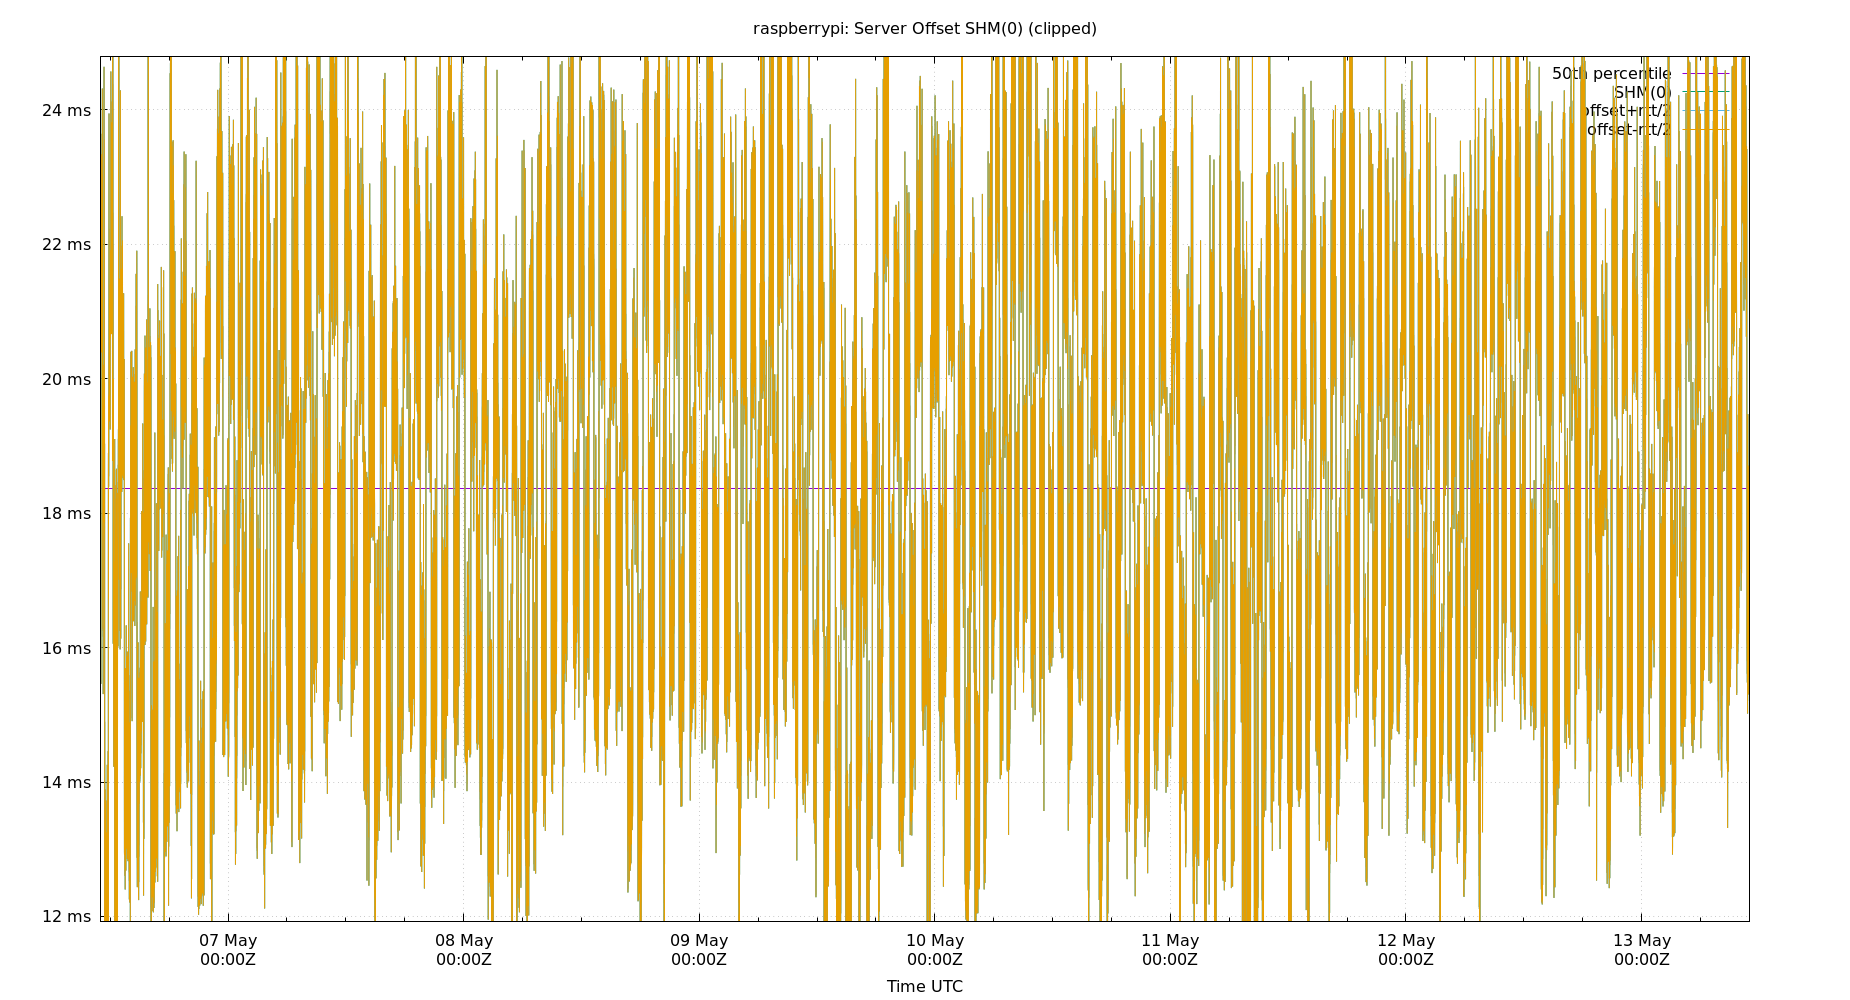 raspberrypi: Server Offset SHM(0) (clipped)
50th percentile
SHM(0)
offset+rtt/2
offset-rtt/2
24 ms
22 ms
20 ms
18 ms
16 ms
14 ms
12 ms
07 May 08 May 09 May 10 May 11 May 12 May 13 May
00:00Z 00:00Z 00:00Z 00:00Z 00:00Z 00:00Z 00:00Z
Time UTC